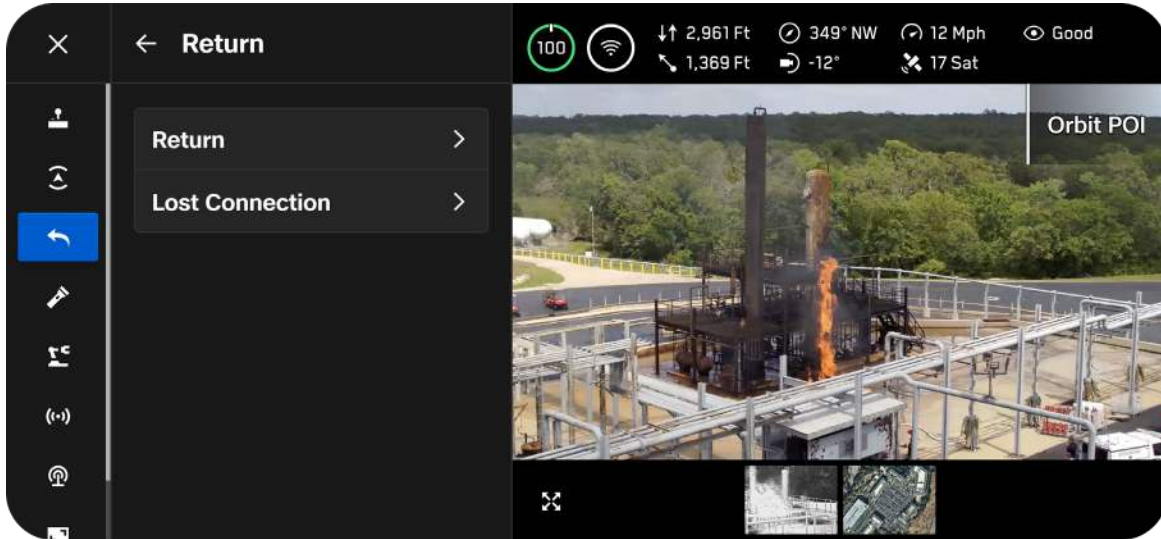 Return
Return
Lost Connection
100
2,961 Ft
349° NW
12 Mph
Good
1,369 Ft
-12°
17 Sat
Orbit POI